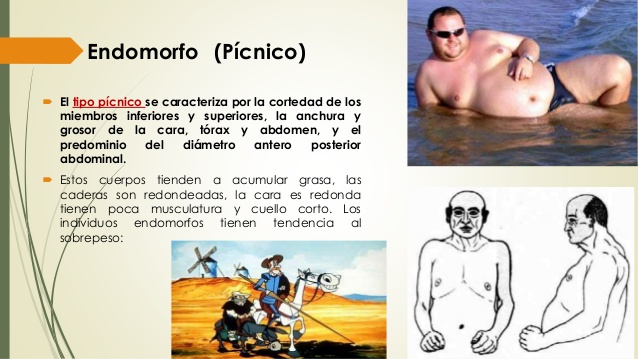 Endomorfo (Pícnico)
El tipo pícnico se caracteriza por la cortedad de los
miembros inferiores y superiores, la anchura y
grosor de la cara, tórax y abdomen, y el
predominio del diámetro antero posterior
abdominal.
Estos cuerpos tienden a acumular grasa, las
caderas son redondeadas, la cara es redonda
tienen poca musculatura y cuello corto. Los
individuos endomorfos tienen tendencia al
sobrepeso: